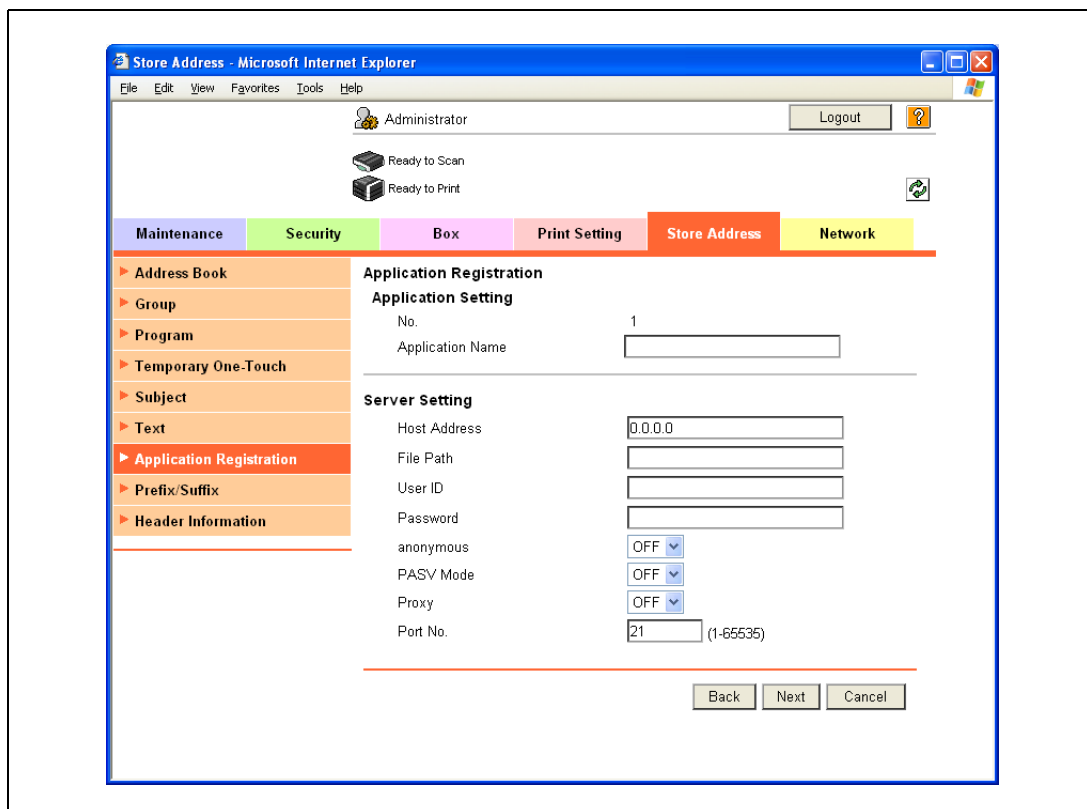 Store Address - Microsoft Internet Explorer
File Edit View Favorites Tools Help
Administrator Logout ?
Ready to Scan
Ready to Print
Maintenance Security Box Print Setting Store Address Network
Address Book
Group
Program
Temporary One-Touch
Subject
Text
Application Registration
Prefix/Suffix
Header Information
Application Registration
Application Setting
No. 1
Application Name
Server Setting
Host Address 0.0.0.0
File Path
User ID
Password
anonymous OFF
PASV Mode OFF
Proxy OFF
Port No. 21 (1-65535)
Back Next Cancel